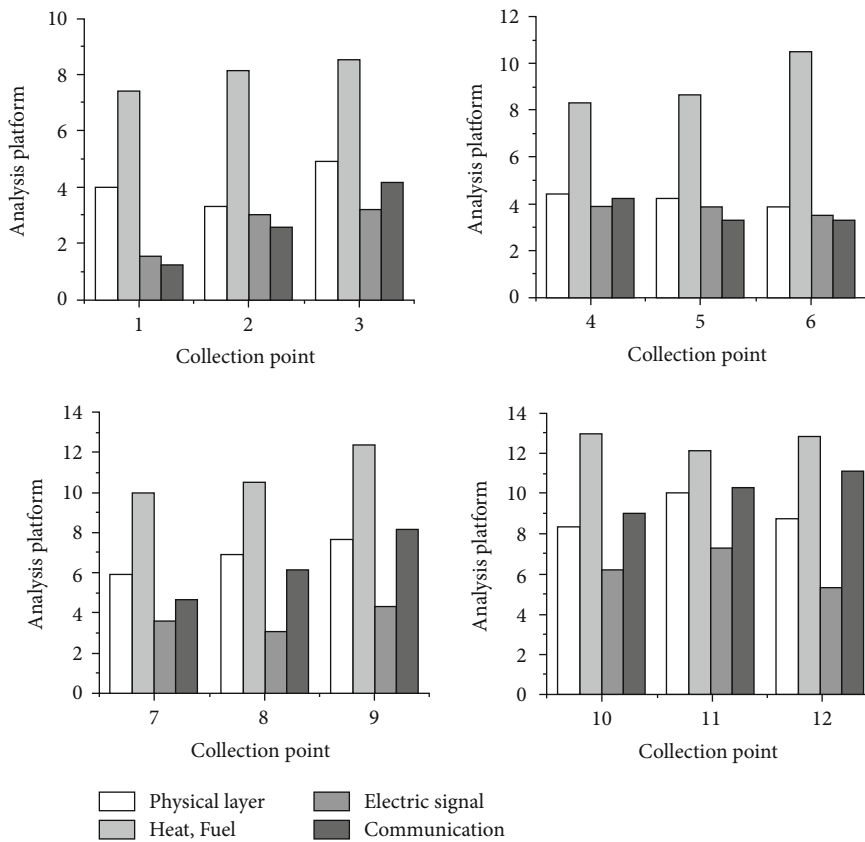 10
8
6
4
2
0
Analysis platform
1 2 3
Collection point
12
10
8
6
4
2
0
Analysis platform
4 5 6
Collection point
14
12
10
8
6
4
2
0
Analysis platform
7 8 9
Collection point
14
12
10
8
6
4
2
0
Analysis platform
10 11 12
Collection point
Physical layer
Heat, Fuel
Electric signal
Communication